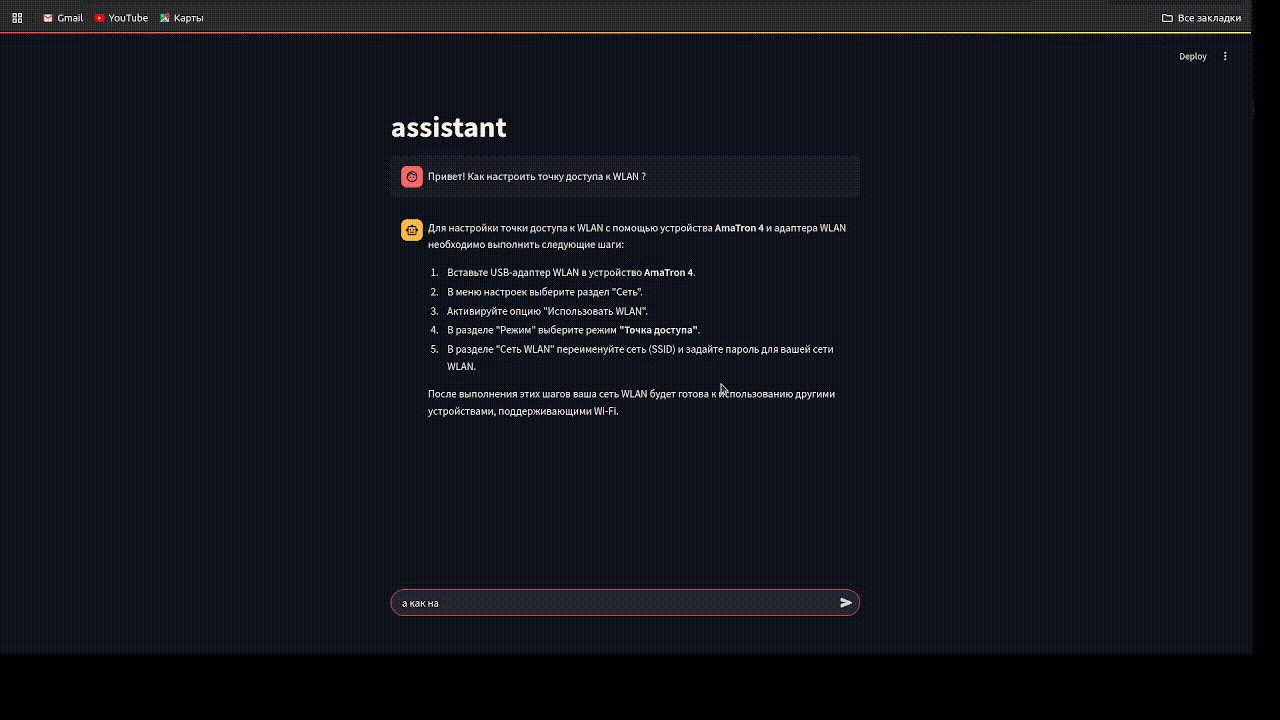 Gmail YouTube Карты Все закладки
Deploy
assistant
Привет! Как настроить точку доступа к WLAN ?
Для настройки точки доступа к WLAN с помощью устройства AmaTron 4 и адаптера WLAN
необходимо выполнить следующие шаги:
1. Вставьте USB-адаптер WLAN в устройство AmaTron 4.
2. В меню настроек выберите раздел "Сеть".
3. Активируйте опцию "Использовать WLAN".
4. В разделе "Режим" выберите режим "Точка доступа".
5. В разделе "Сеть WLAN" переименуйте сеть (SSID) и задайте пароль для вашей сети
WLAN.
После выполнения этих шагов ваша сеть WLAN будет готова к использованию другими
устройствами, поддерживающими Wi-Fi.
а как на